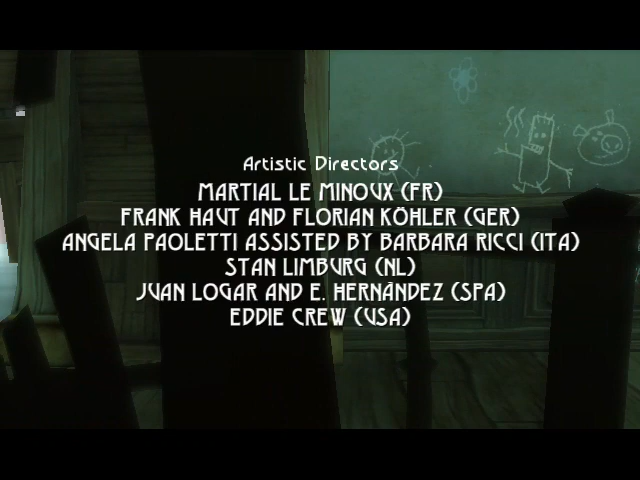 Artistic Directors
MARTIAL LE MINOUX (FR)
FRANK HAUT AND FLORIAN KÖHLER (GER)
ANGELA PAOLETTI ASSISTED BY BARBARA RICCI (ITA)
STAN LIMBURG (NL)
JUAN LOGAR AND E. HERNÀNDEZ (SPA)
EDDIE CREW (USA)